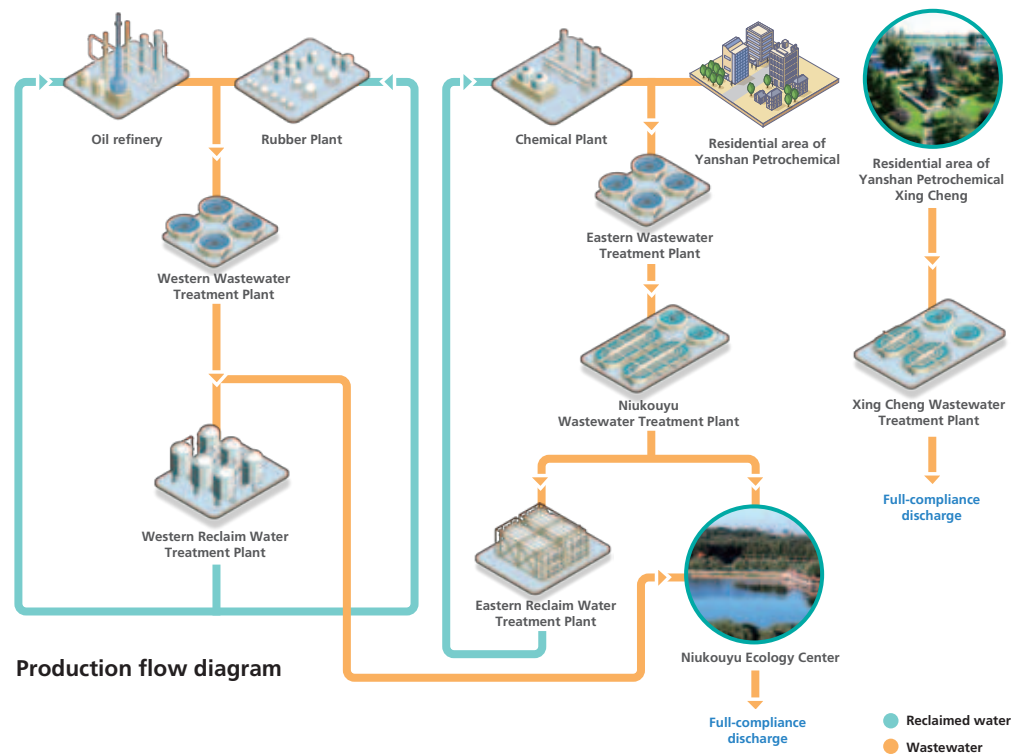 Oil refinery
Rubber Plant
Chemical Plant
Residential area of
Yanshan Petrochemical
Residential area of
Yanshan Petrochemical
Xing Cheng
Western Wastewater
Treatment Plant
Eastern Wastewater
Treatment Plant
Niukouyu
Wastewater Treatment Plant
Xing Cheng Wastewater
Treatment Plant
Full-compliance
discharge
Western Reclaim Water
Treatment Plant
Eastern Reclaim Water
Treatment Plant
Niukouyu Ecology Center
Production flow diagram
Full-compliance
discharge
Reclaimed water
Wastewater